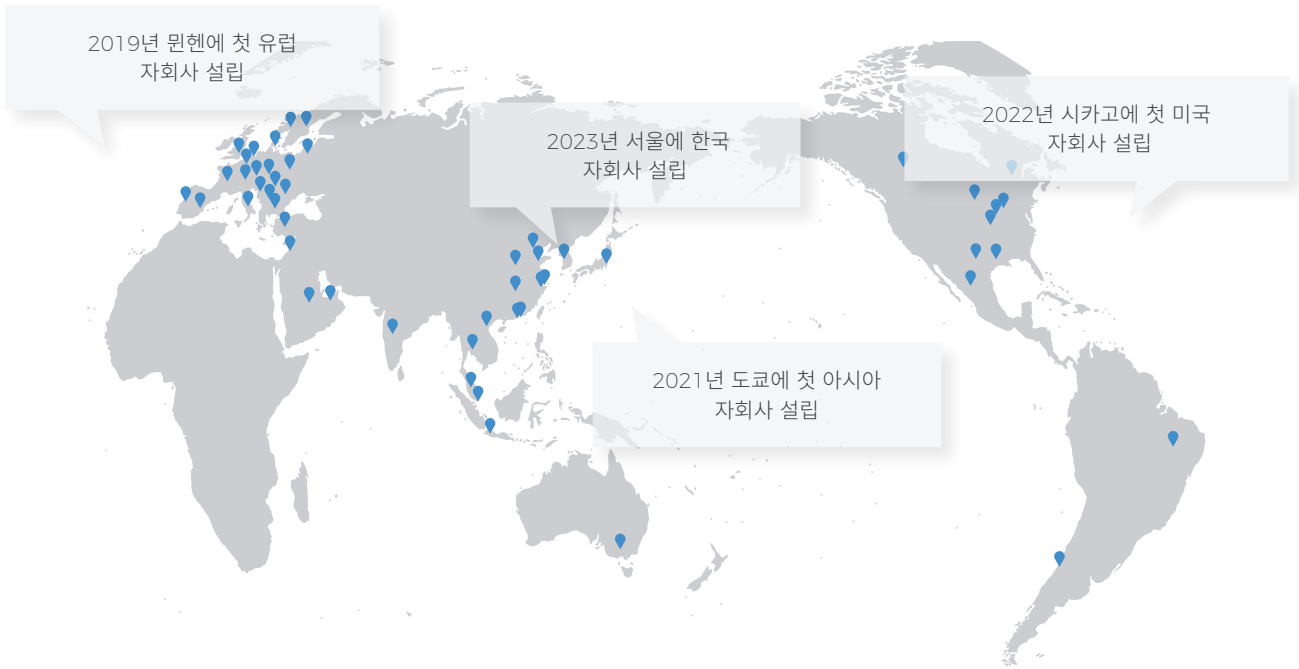 2019년 뮌헨에 첫 유럽
자회사 설립
2023년 서울에 한국
자회사 설립
2022년 시카고에 첫 미국
자회사 설립
2021년 도쿄에 첫 아시아
자회사 설립